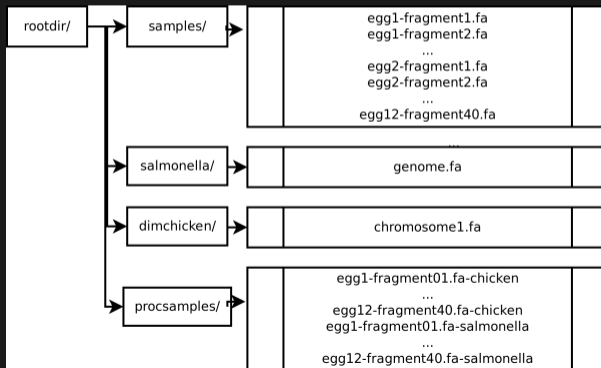 rootdir/
samples/
egg1-fragment1.fa
egg1-fragment2.fa
...
egg2-fragment1.fa
egg2-fragment2.fa
...
egg12-fragment40.fa
...
salmonella/
genome.fa
dimchicken/
chromosome1.fa
procsamples/
egg1-fragment01.fa-chicken
...
egg12-fragment40.fa-chicken
egg1-fragment01.fa-salmonella
...
egg12-fragment40.fa-salmonella